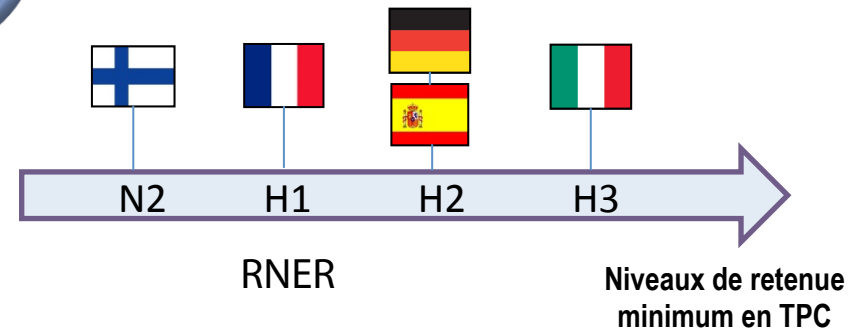 N2 H1 H2 H3
RNER
Niveaux de retenue
minimum en TPC